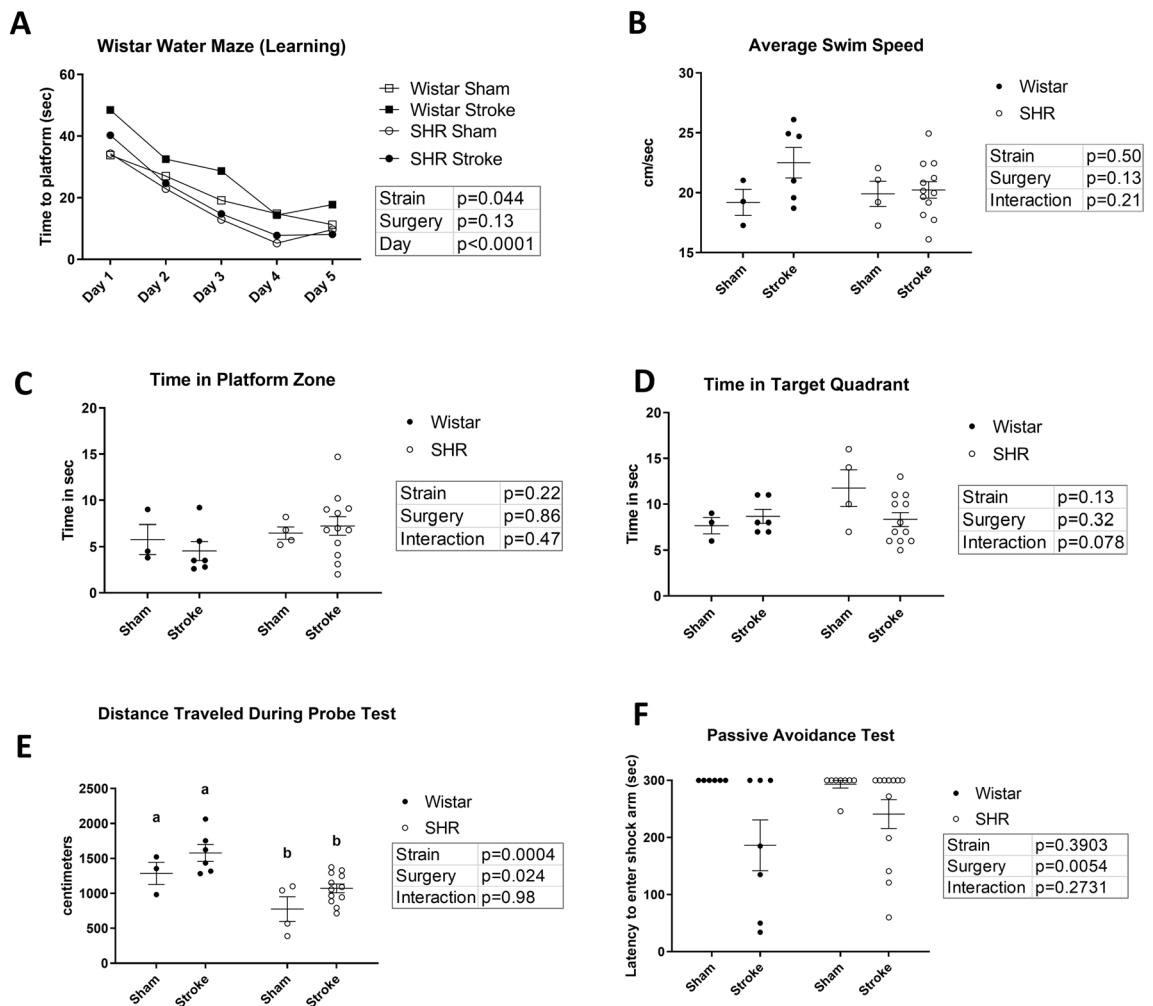 A
Wistar Water Maze (Learning)
Time to platform (sec)
60
40
20
0
Day 1
Day 2
Day 3
Day 4
Day 5
Wistar Sham
Wistar Stroke
SHR Sham
SHR Stroke
Strain p=0.044
Surgery p=0.13
Day p<0.0001
B
Average Swim Speed
cm/sec
30
25
20
15
Sham
Stroke
Sham
Stroke
Wistar
SHR
Strain p=0.50
Surgery p=0.13
Interaction p=0.21
C
Time in Platform Zone
Time in sec
20
15
10
5
0
Sham
Stroke
Sham
Stroke
Wistar
SHR
Strain p=0.22
Surgery p=0.86
Interaction p=0.47
D
Time in Target Quadrant
Time in sec
20
15
10
5
0
Sham
Stroke
Sham
Stroke
Wistar
SHR
Strain p=0.13
Surgery p=0.32
Interaction p=0.078
Distance Traveled During Probe Test
E
centimeters
2500
2000
1500
1000
500
0
a
a
b
b
Sham
Stroke
Sham
Stroke
Wistar
SHR
Strain p=0.0004
Surgery p=0.024
Interaction p=0.98
F
Passive Avoidance Test
Latency to enter shock arm (sec)
300
200
100
0
Sham
Stroke
Sham
Stroke
Wistar
SHR
Strain p=0.3903
Surgery p=0.0054
Interaction p=0.2731